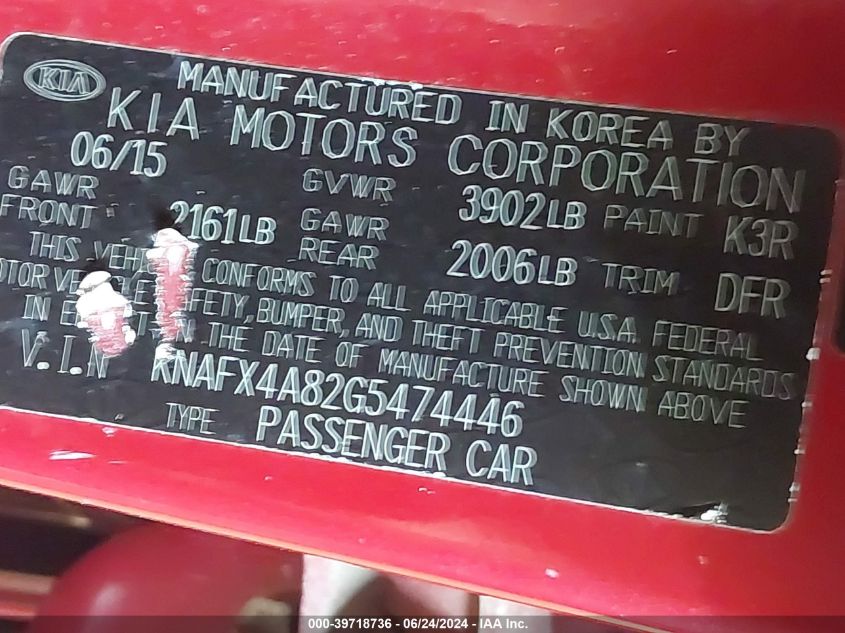 KIA MANUFACTURED IN KOREA BY
KIA MOTORS CORPORATION
06/15 GVWR 3902LB PAINT K3R
GAWR FRONT 2161LB GAWR REAR 2006LB TRIM DFR
THIS CONFORMS TO ALL APPLICABLE U.S.A. FEDERAL
BUMPER, AND THEFT PREVENTION STANDARDS
IN ON THE DATE OF MANUFACTURE SHOWN ABOVE
V.I.N KNAFX4A82G5474446
TYPE PASSENGER CAR
000-39718736 - 06/24/2024 - IAA Inc.